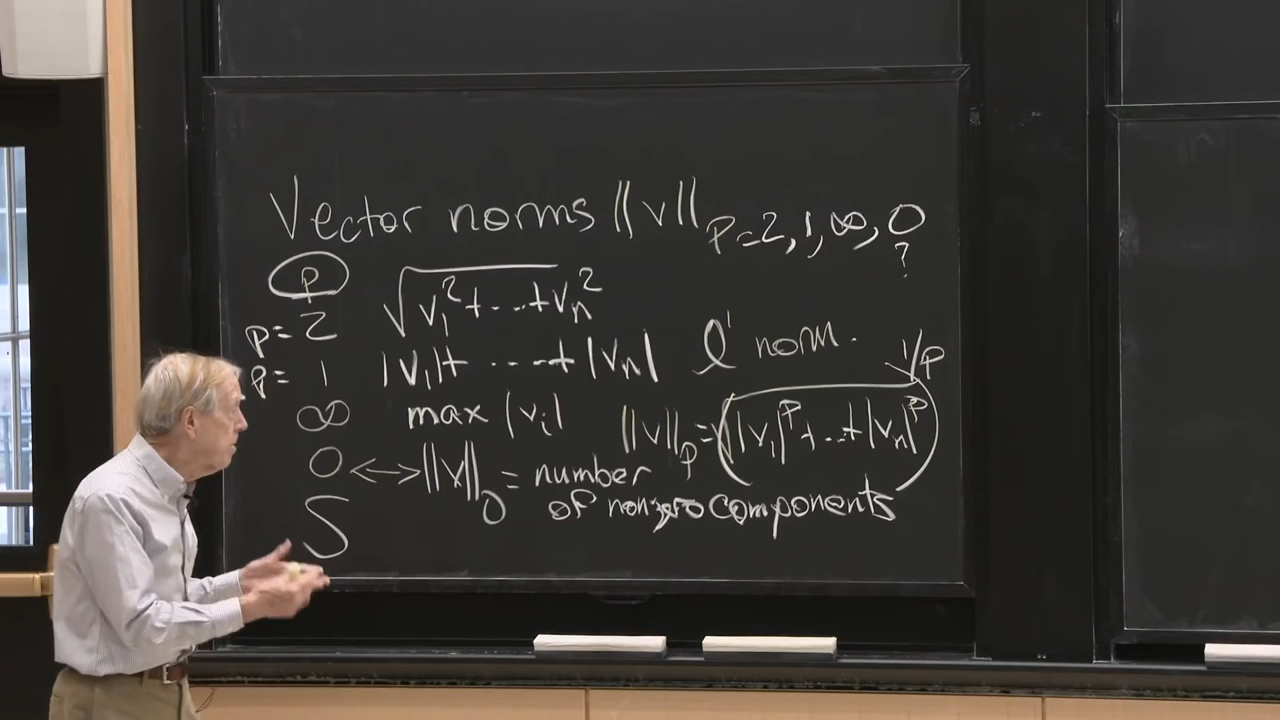 Vector norms ||v|| p=2,1,∞,0
?
p
p=2 √v₁²+...+vₙ²
p= 1 |v₁|+ ...+ |vₙ| ℓ¹ norm.
∞ max |vᵢ| ||v||ₚ=(|v₁|ᵖ+...+|vₙ|ᵖ)^1/p
0 <-> ||v||₀ = number
of nonzero components
S